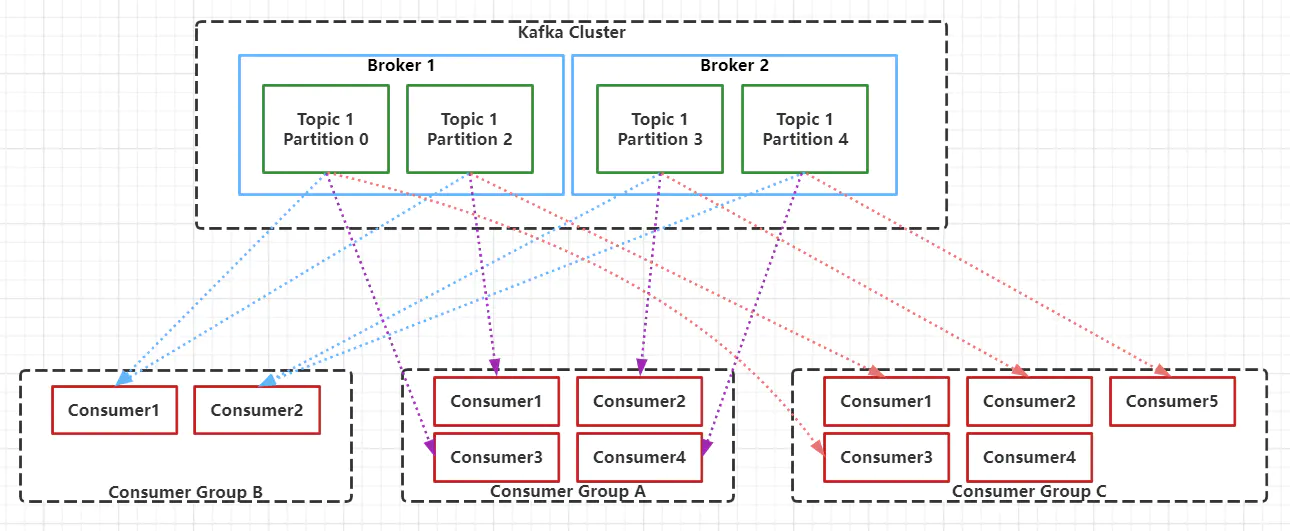 Kafka Cluster
Broker 1
Broker 2
Topic 1
Partition 0
Topic 1
Partition 2
Topic 1
Partition 3
Topic 1
Partition 4
Consumer1
Consumer2
Consumer Group B
Consumer1
Consumer2
Consumer3
Consumer4
Consumer Group A
Consumer1
Consumer2
Consumer5
Consumer3
Consumer4
Consumer Group C